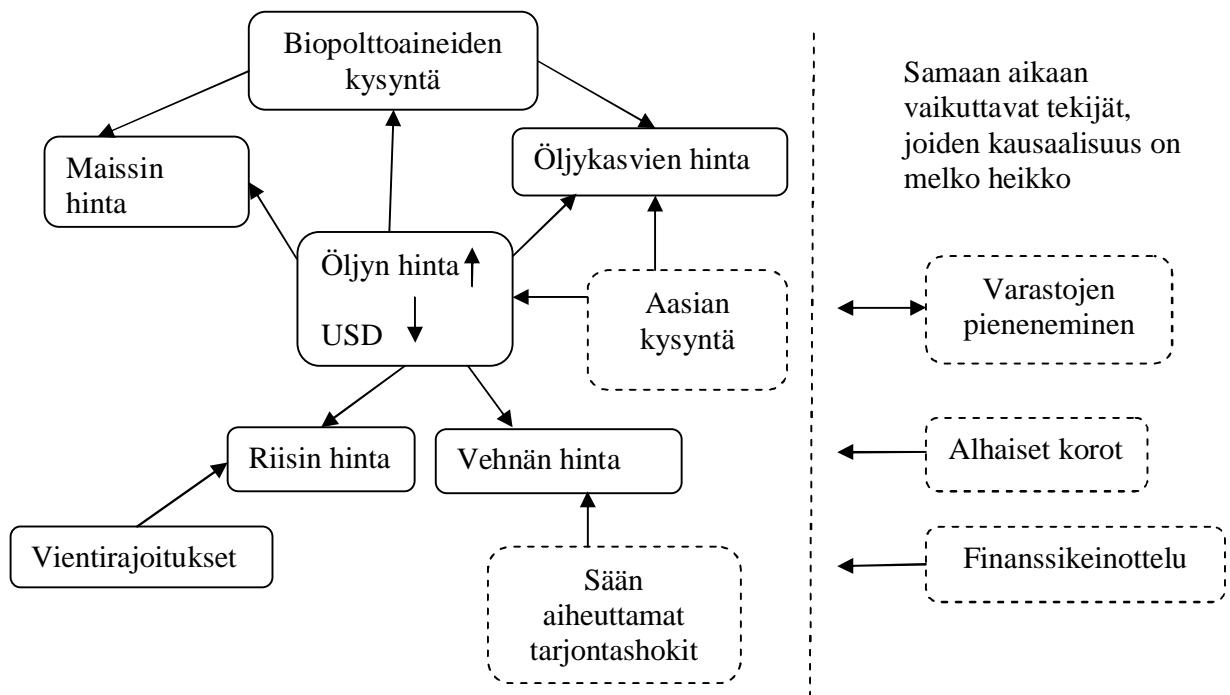 Biopolttoaineiden
kysyntä
Samaan aikaan
vaikuttavat tekijät,
joiden kausaalisuus on
melko heikko
Maissin
hinta
Öljykasvien hinta
Öljyn hinta
USD
Aasian
kysyntä
Varastojen
pieneneminen
Riisin hinta
Vehnän hinta
Alhaiset korot
Vientirajoitukset
Sään
aiheuttamat
tarjontashokit
Finanssikeinottelu